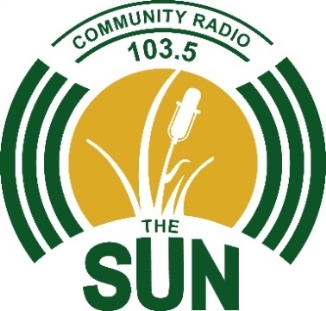 COMMUNITY RADIO
103.5
THE
SUN